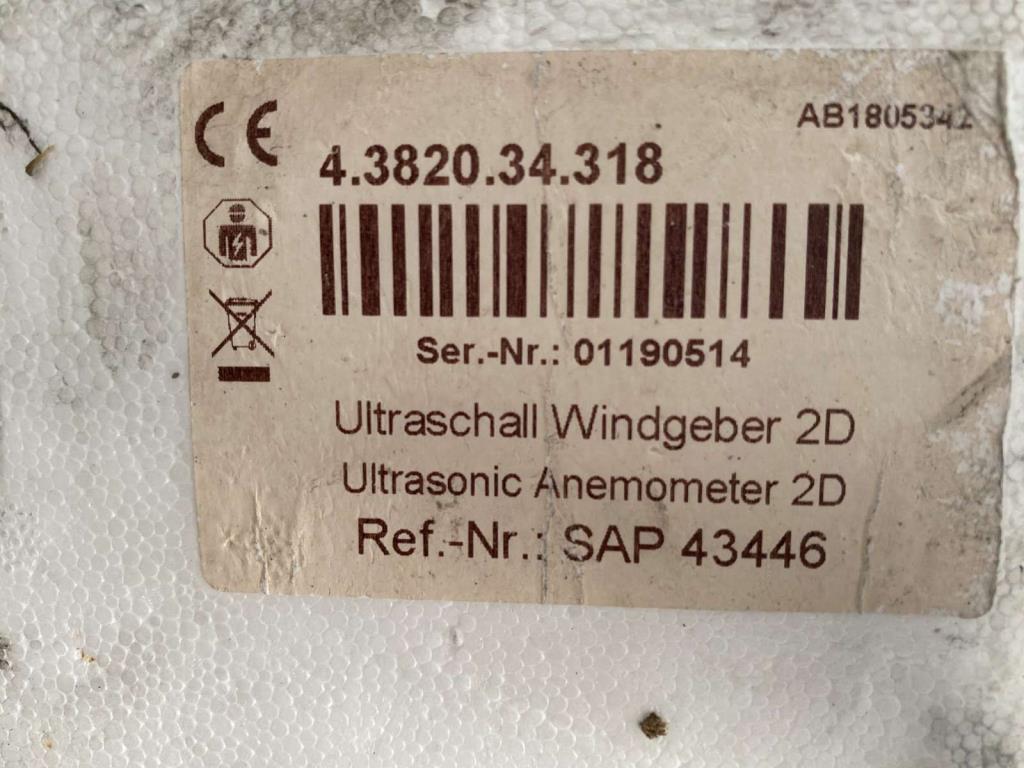 CE
AB1805342
4.3820.34.318
Ser.-Nr.: 01190514
Ultraschall Windgeber 2D
Ultrasonic Anemometer 2D
Ref.-Nr.: SAP 43446